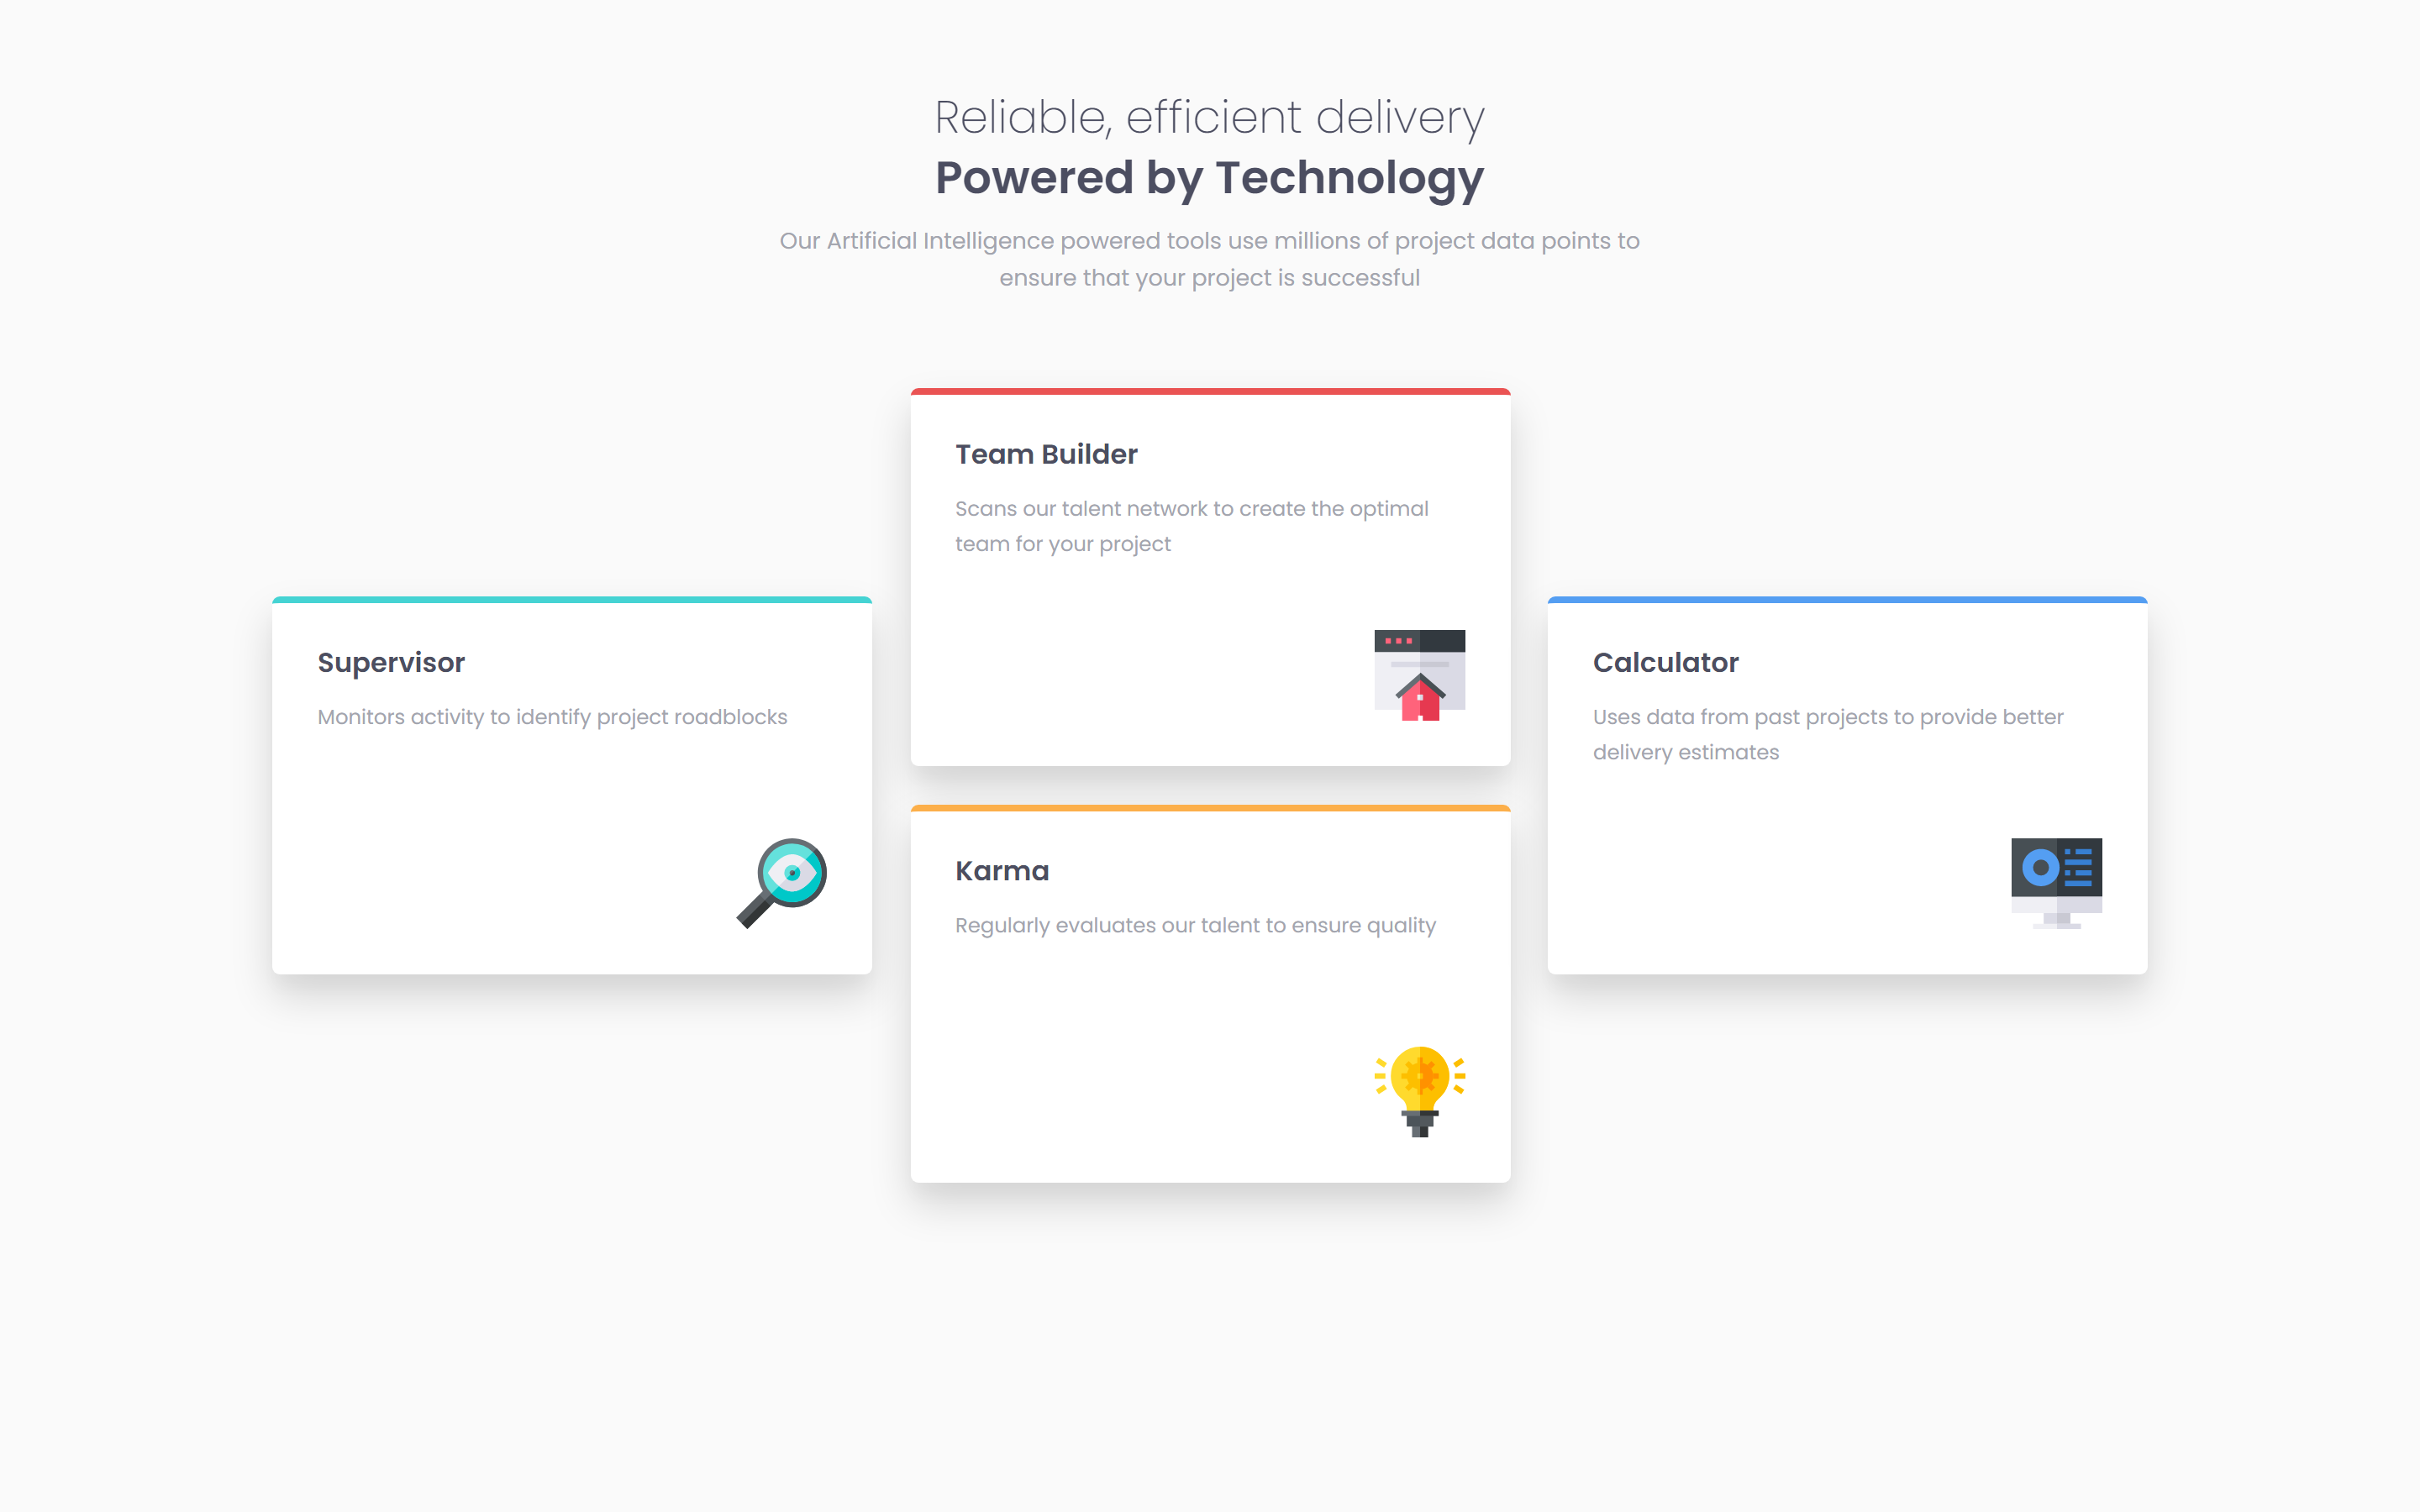 Reliable, efficient delivery
Powered by Technology
Our Artificial Intelligence powered tools use millions of project data points to
ensure that your project is successful
Team Builder
Scans our talent network to create the optimal
team for your project
Supervisor
Monitors activity to identify project roadblocks
Calculator
Uses data from past projects to provide better
delivery estimates
Karma
Regularly evaluates our talent to ensure quality